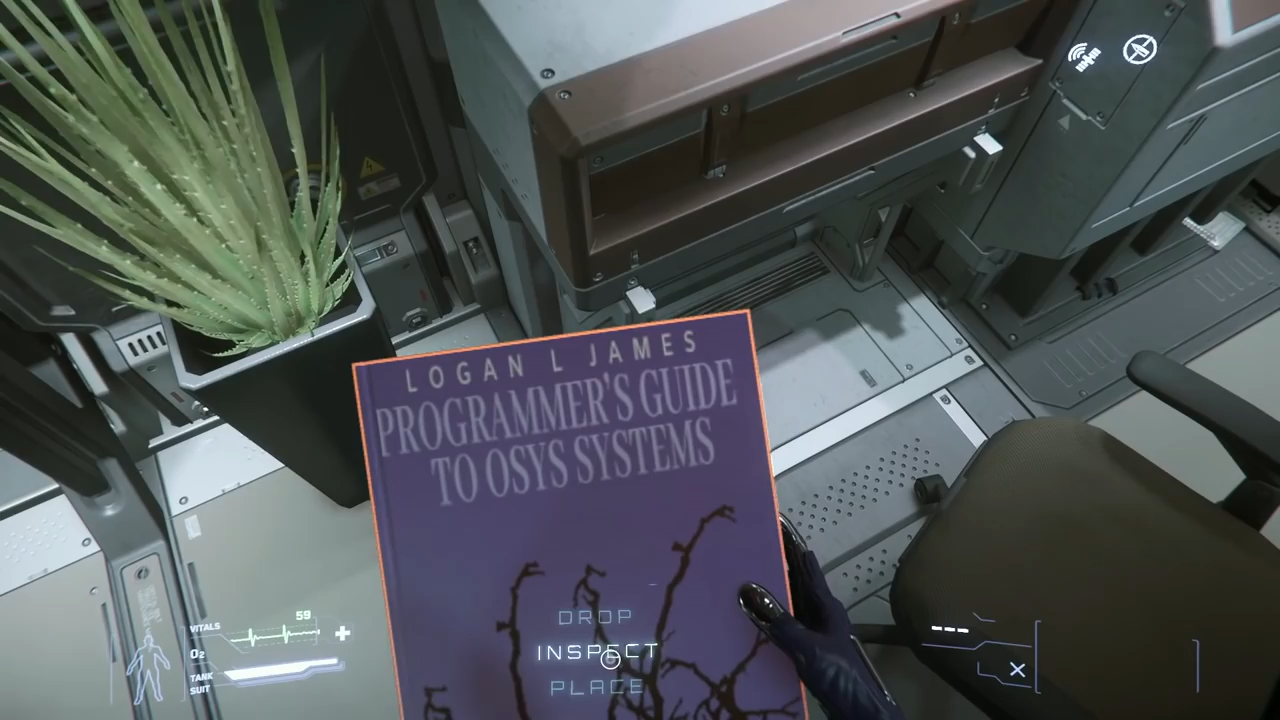 LOGAN L JAMES
PROGRAMMER'S GUIDE
TO OSYS SYSTEMS
DROP
INSPECT
PLACE
59
VITALS
O₂
TANK
SUIT